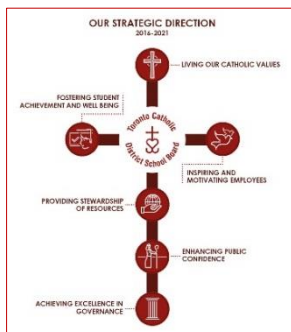 OUR STRATEGIC DIRECTION
2016-2021
LIVING OUR CATHOLIC VALUES
FOSTERING STUDENT
ACHIEVEMENT AND WELL BEING
Toronto Catholic
District School Board
INSPIRING AND
MOTIVATING EMPLOYEES
PROVIDING STEWARDSHIP
OF RESOURCES
ENHANCING PUBLIC
CONFIDENCE
ACHIEVING EXCELLENCE IN
GOVERNANCE